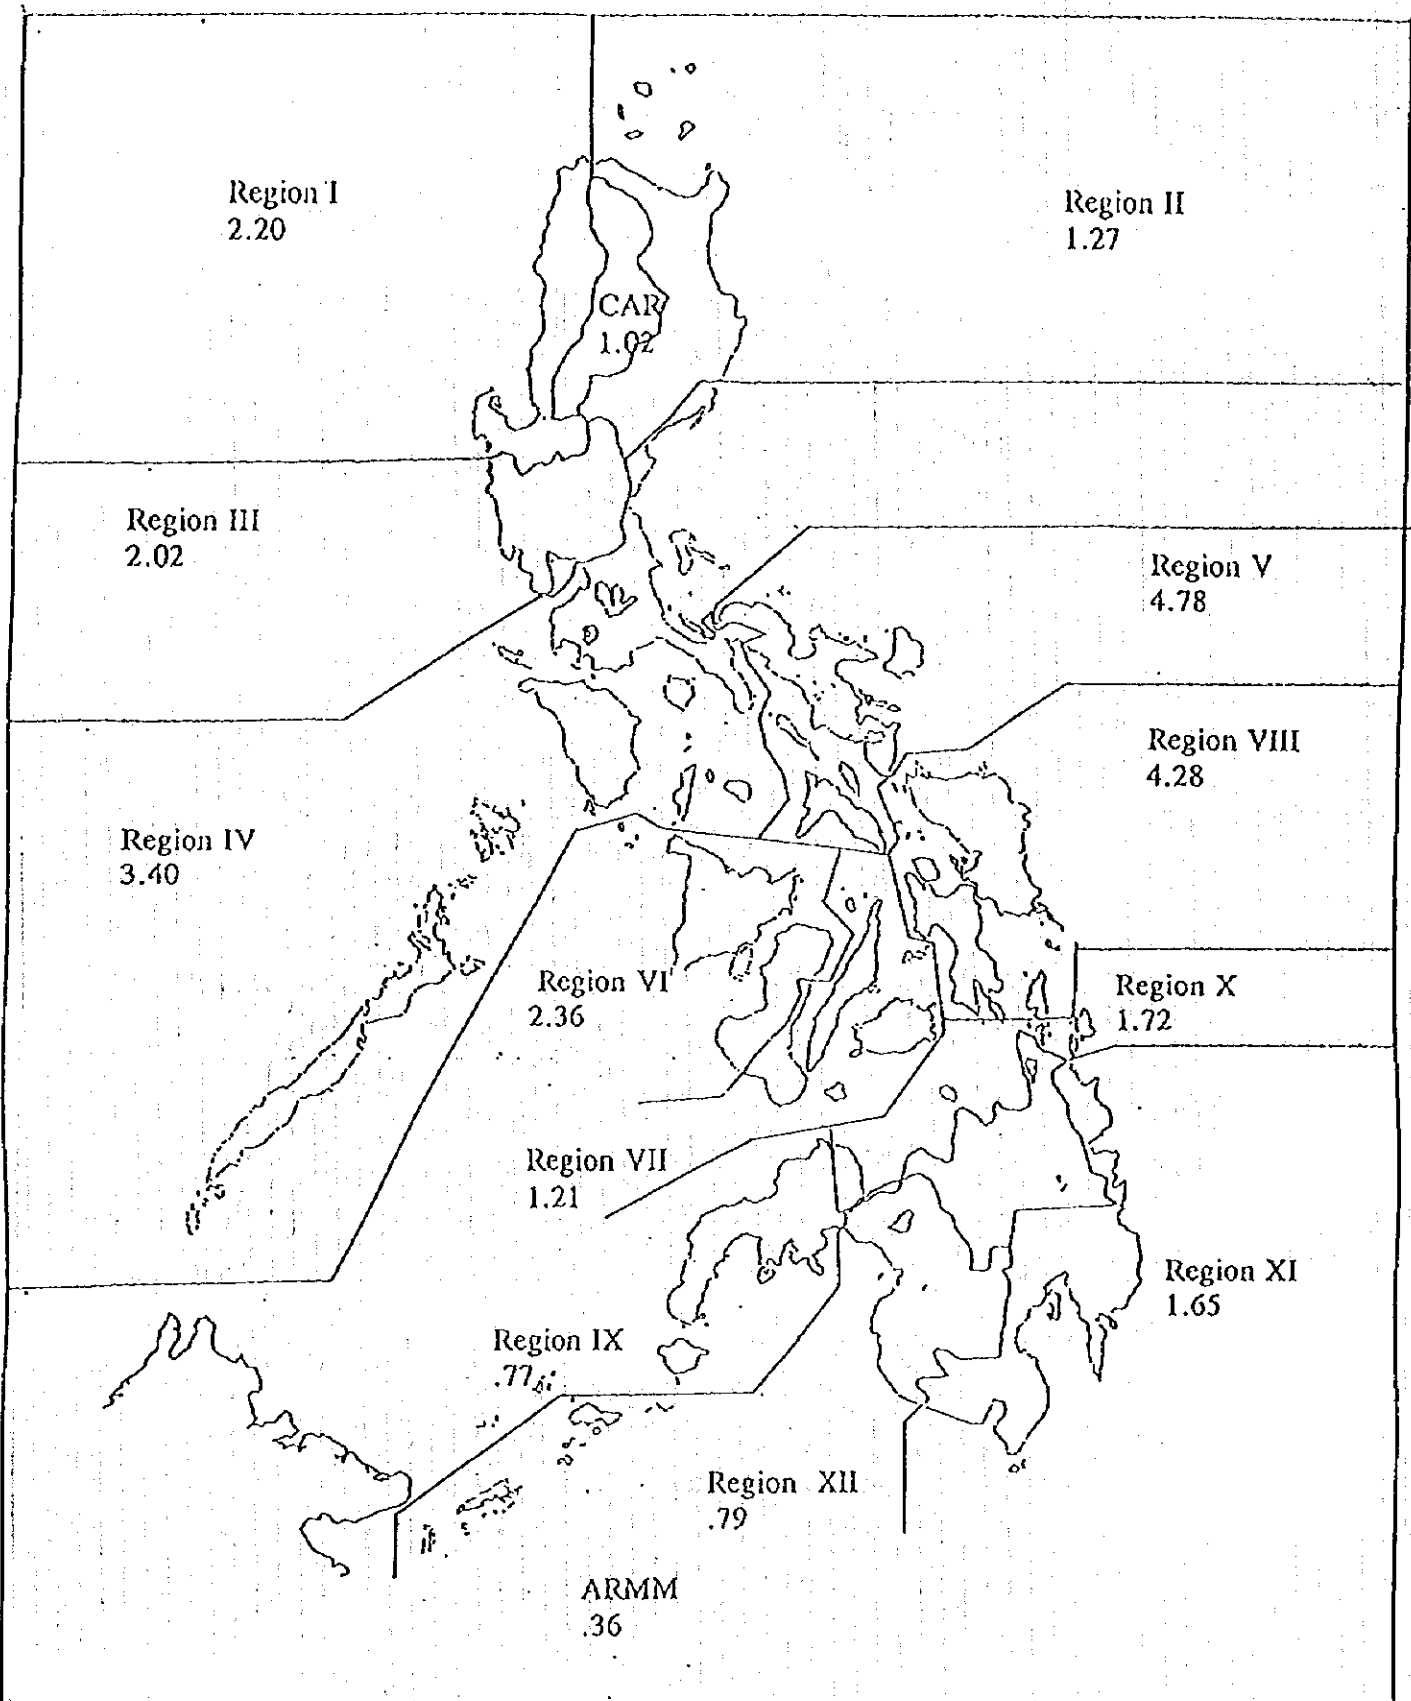 Region I
2.20
Region II
1.27
CAR
1.02
Region III
2.02
Region V
4.78
Region VIII
4.28
Region IV
3.40
Region VI
2.36
Region X
1.72
Region VII
1.21
Region XI
1.65
Region IX
.77
Region XII
.79
ARMM
.36